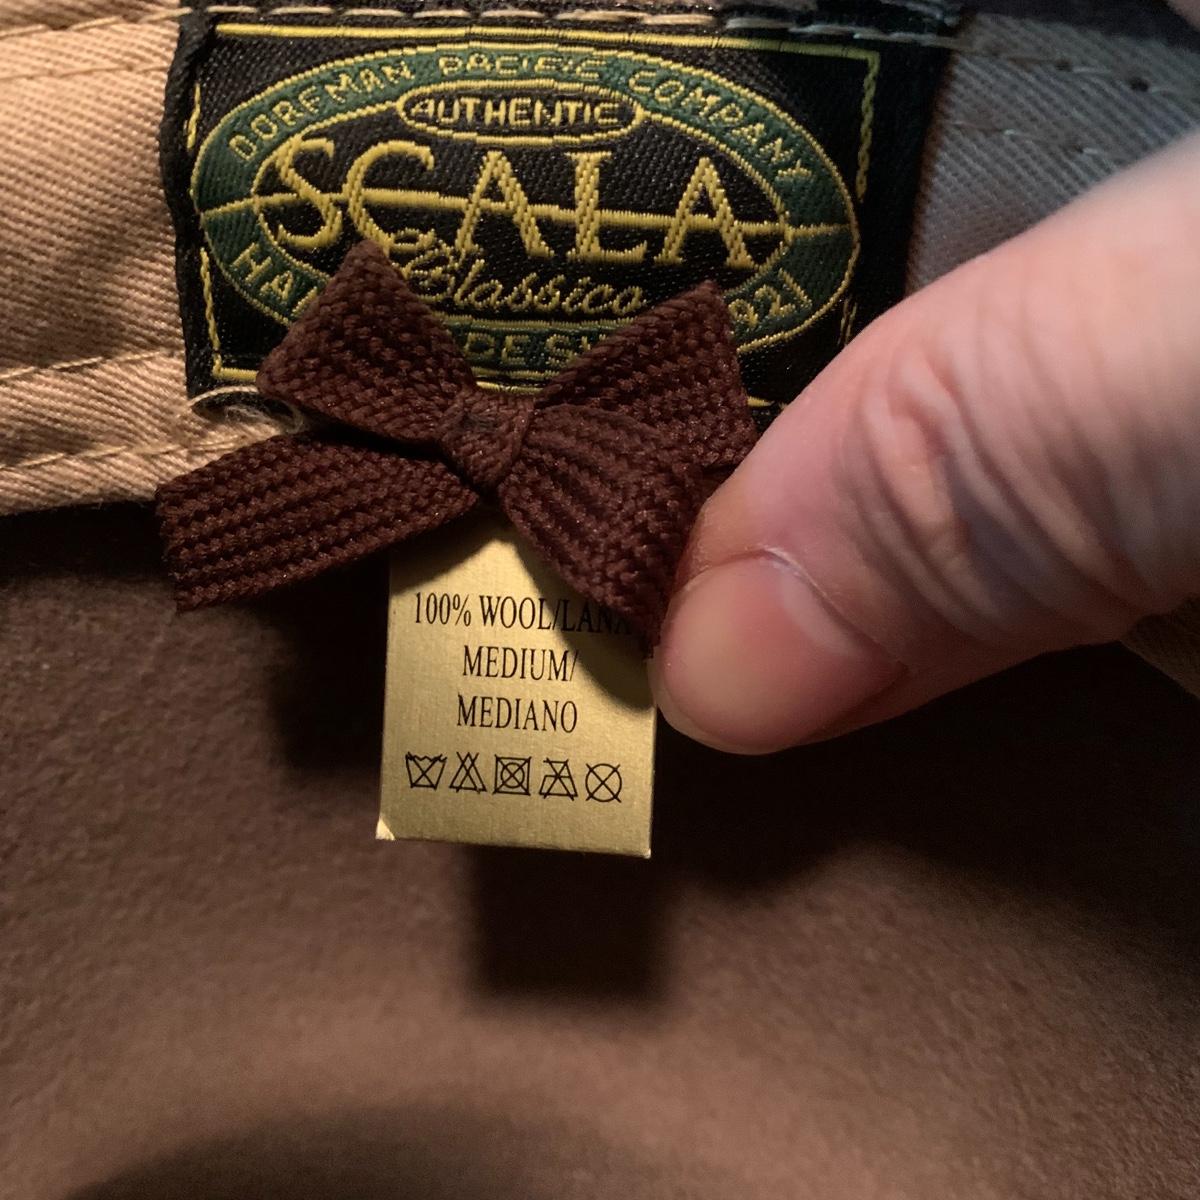 DORFMAN PACIFIC COMPANY
AUTHENTIC
SCALA
Classico
100% WOOL/LANA
MEDIUM/
MEDIANO